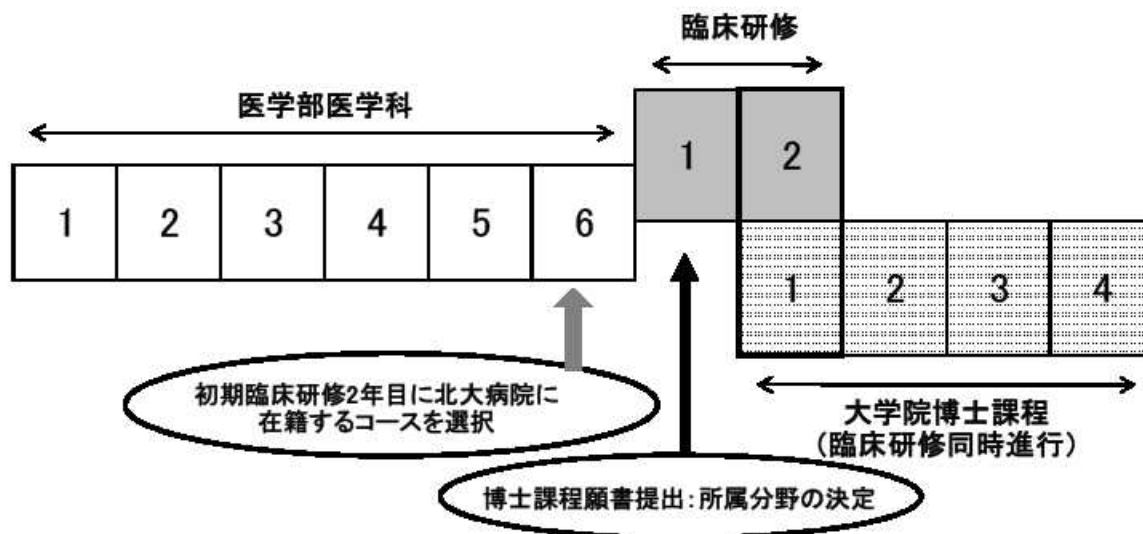 臨床研修
医学部医学科
1 2
1 2 3 4 5 6
1 2 3 4
初期臨床研修2年目に北大病院に
在籍するコースを選択
大学院博士課程
(臨床研修同時進行)
博士課程願書提出:所属分野の決定